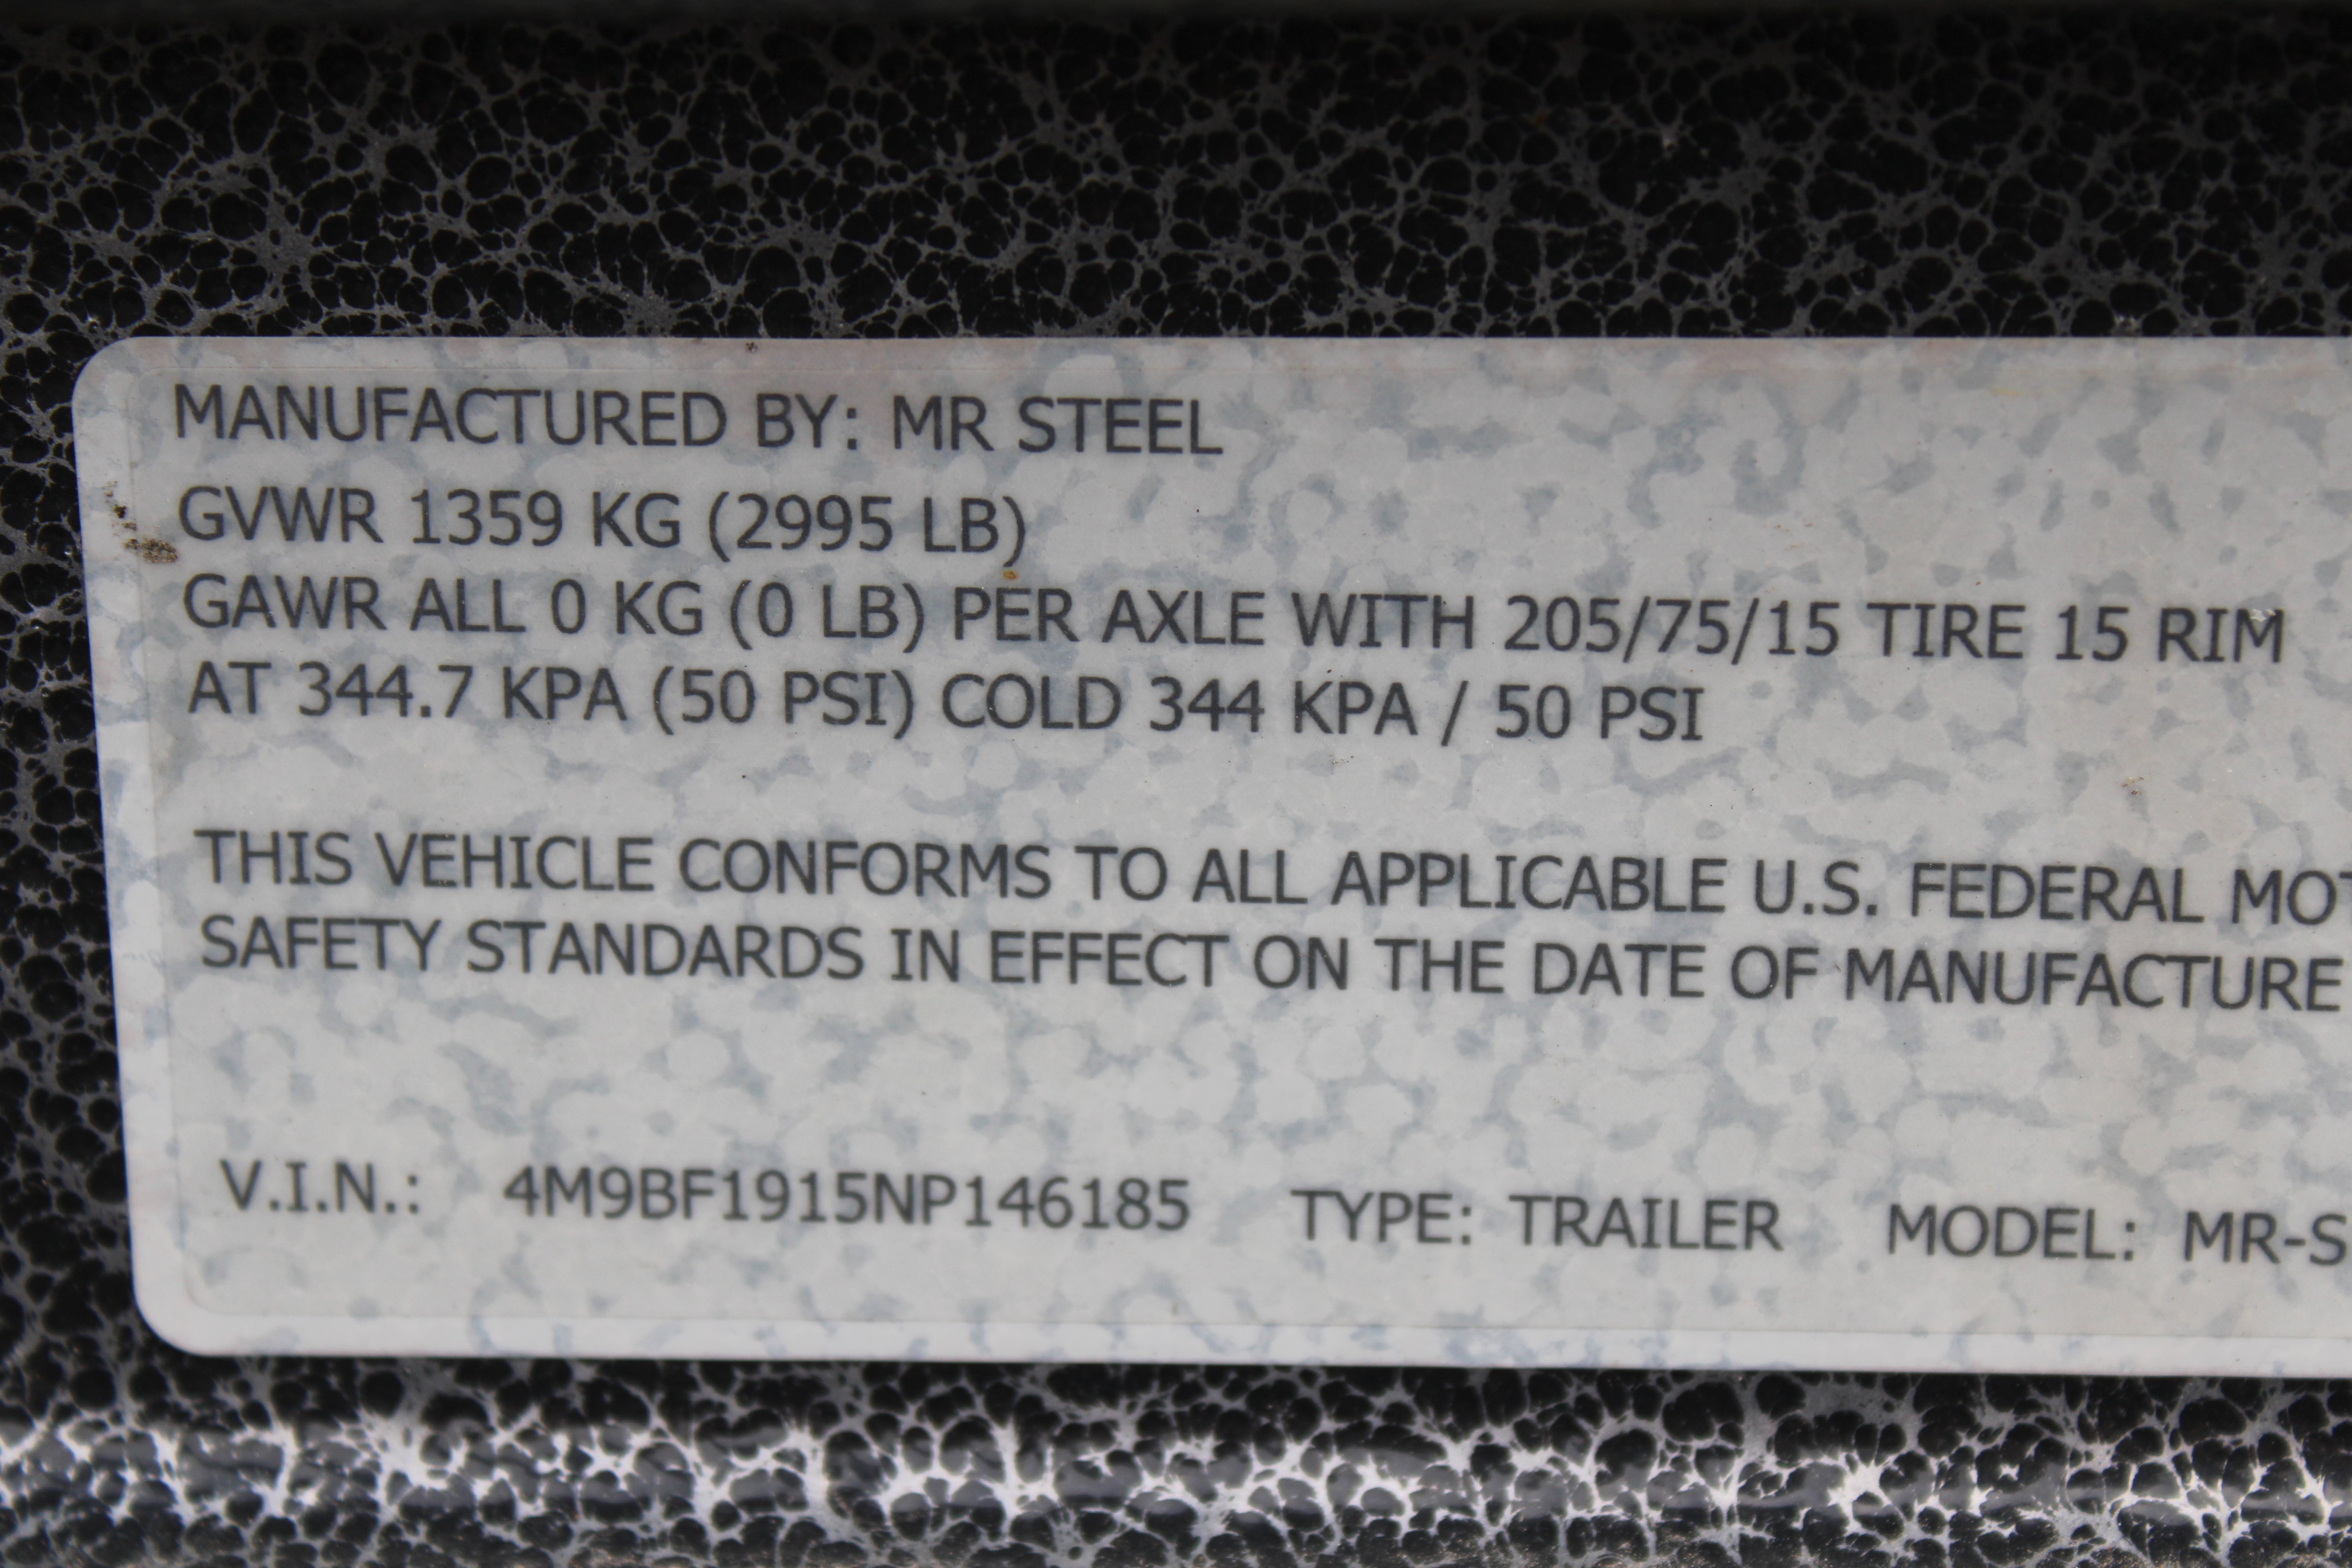 MANUFACTURED BY: MR STEEL
GVWR 1359 KG (2995 LB)
GAWR ALL 0 KG (0 LB) PER AXLE WITH 205/75/15 TIRE 15 RIM
AT 344.7 KPA (50 PSI) COLD 344 KPA / 50 PSI
THIS VEHICLE CONFORMS TO ALL APPLICABLE U.S. FEDERAL MOT
SAFETY STANDARDS IN EFFECT ON THE DATE OF MANUFACTURE
V.I.N.: 4M9BF1915NP146185 TYPE: TRAILER MODEL: MR-S